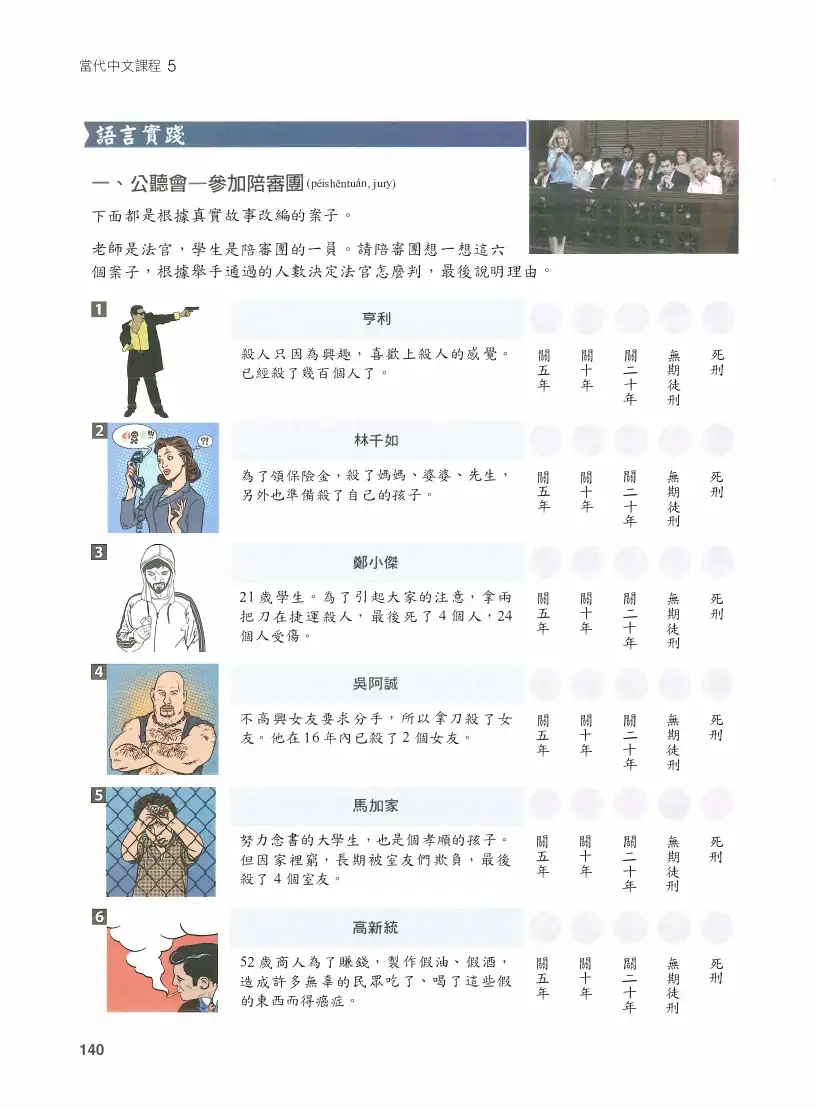 當代中文課程 5
語言實踐
一、公聽會—參加陪審團 (péishěntuán, jury)
下面都是根據真實故事改編的案子。
老師是法官，學生是陪審團的一員。請陪審團想一想這六
個案子，根據舉手通過的人數決定法官怎麼判，最後說明理由。
1
亨利
殺人只因為興趣，喜歡上殺人的感覺。
已經殺了幾百個人了。
關五年
關十年
關二十年
無期徒刑
死刑
2
?!
林千如
為了領保險金，殺了媽媽、婆婆、先生，
另外也準備殺了自己的孩子。
關五年
關十年
關二十年
無期徒刑
死刑
3
鄭小傑
21 歲學生。為了引起大家的注意，拿兩
把刀在捷運殺人，最後死了 4 個人，24
個人受傷。
關五年
關十年
關二十年
無期徒刑
死刑
4
吳阿誠
不高興女友要求分手，所以拿刀殺了女
友。他在 16 年內已殺了 2 個女友。
關五年
關十年
關二十年
無期徒刑
死刑
5
馬加家
努力念書的大學生，也是個孝順的孩子。
但因家裡窮，長期被室友們欺負，最後
殺了 4 個室友。
關五年
關十年
關二十年
無期徒刑
死刑
6
高新統
52 歲商人為了賺錢，製作假油、假酒，
造成許多無辜的民眾吃了、喝了這些假
的東西而得癌症。
關五年
關十年
關二十年
無期徒刑
死刑
140